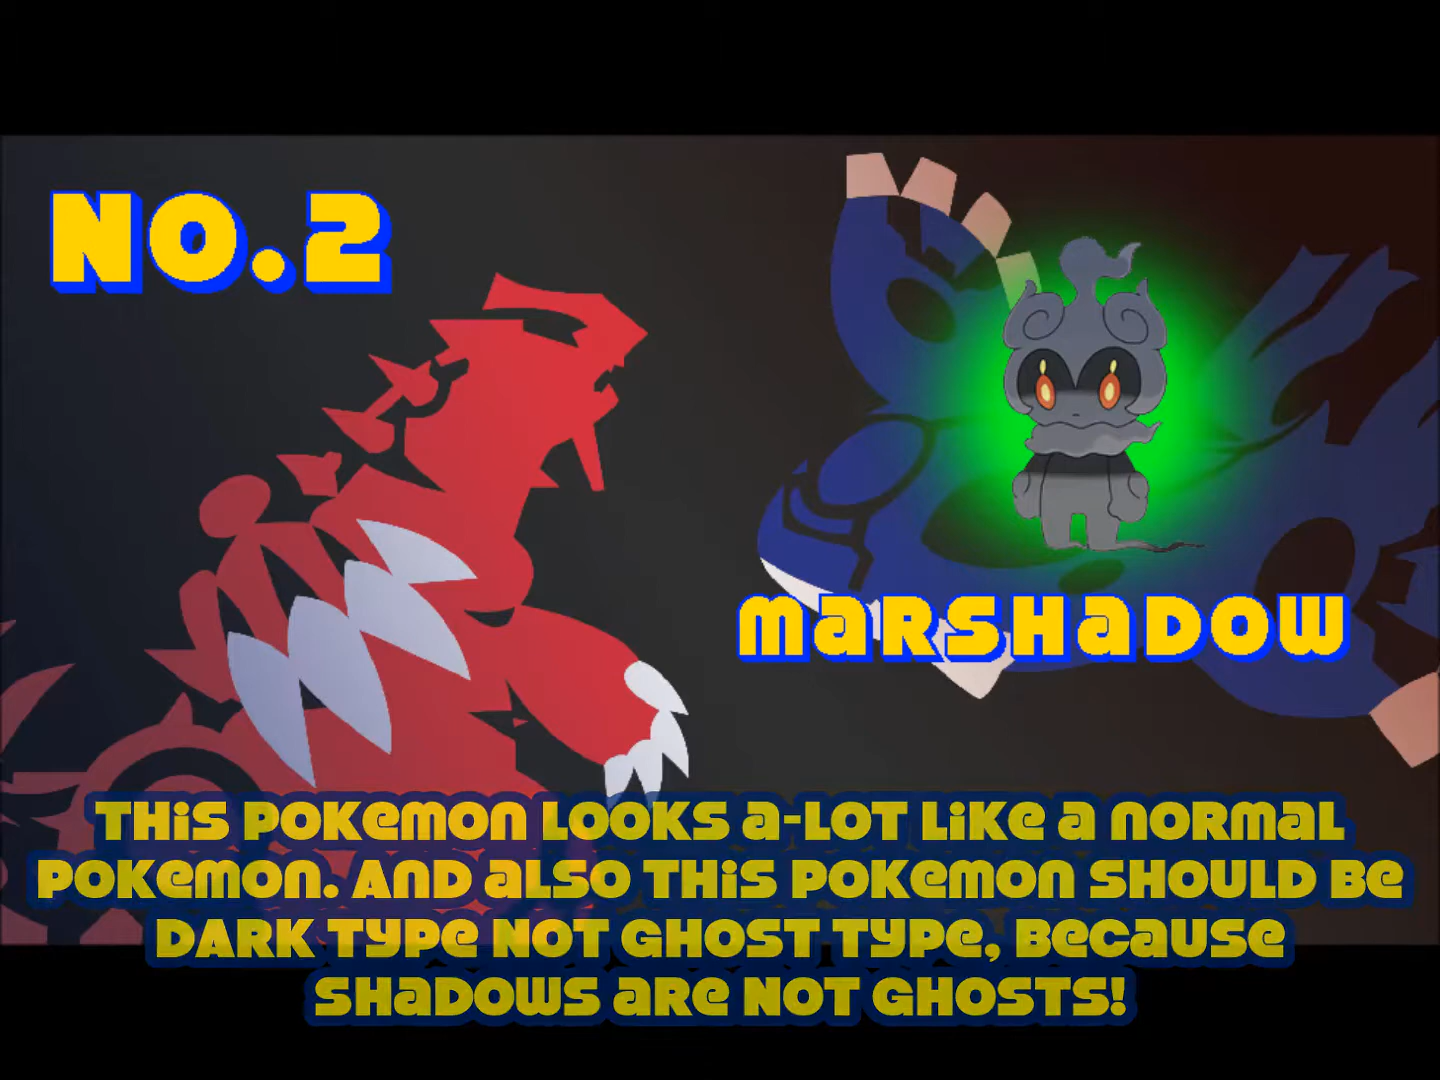 NO.2
MARSHADOW
THIS POKEMON LOOKS A-LOT LIKE A NORMAL
POKEMON. AND ALSO THIS POKEMON SHOULD BE
DARK TYPE NOT GHOST TYPE, BECAUSE
SHADOWS ARE NOT GHOSTS!